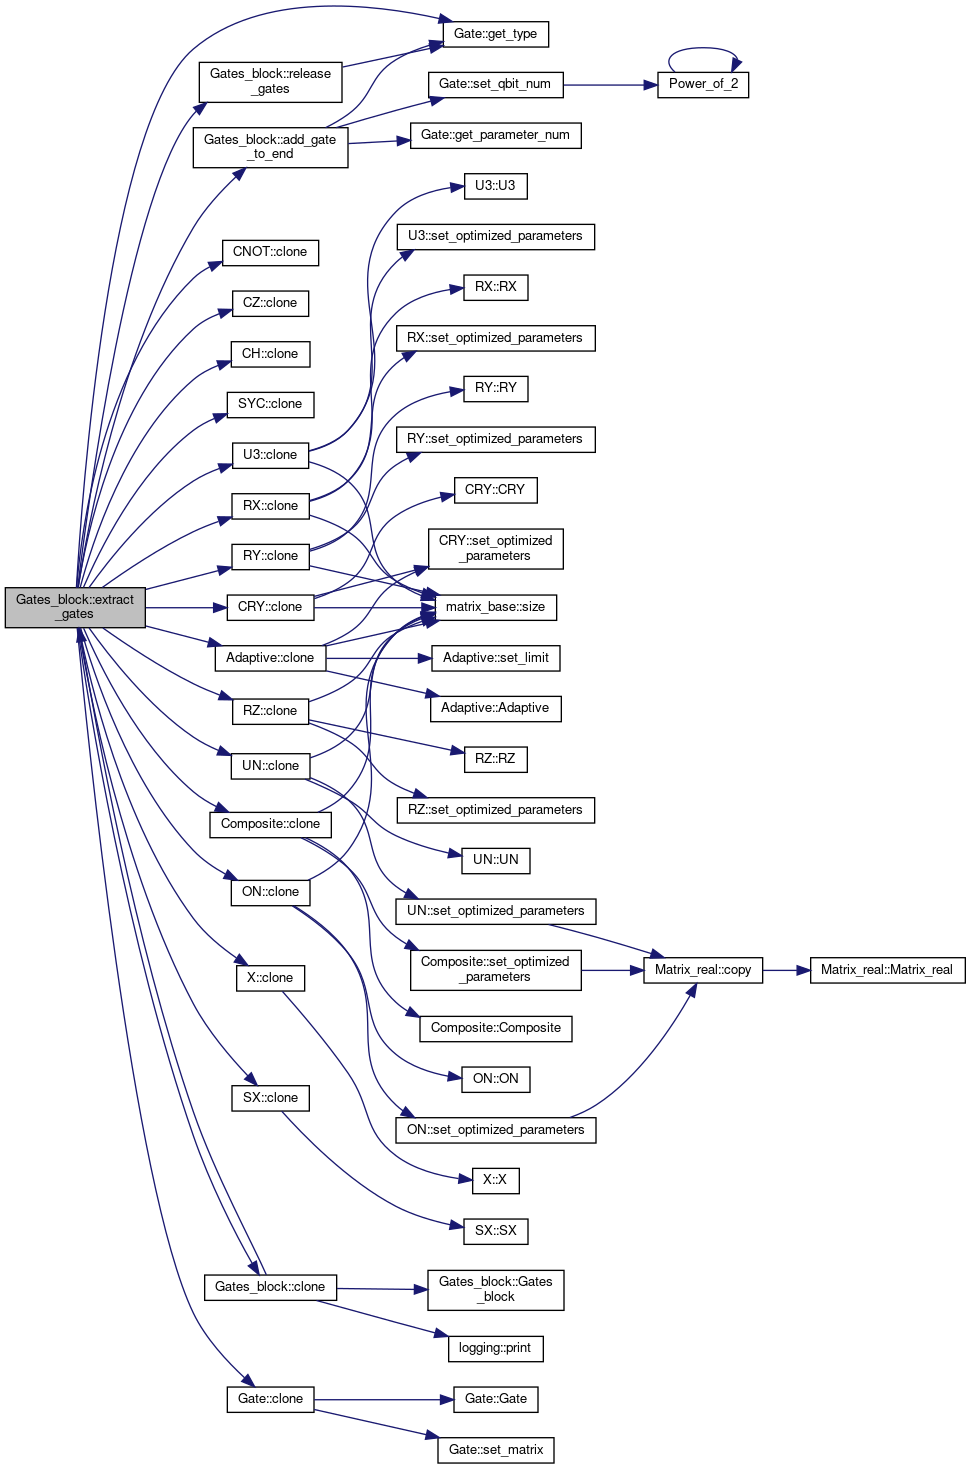 Gate::get_type
Gates_block::release
_gates
Gate::set_qbit_num
Power_of_2
Gates_block::add_gate
_to_end
Gate::get_parameter_num
U3::U3
U3::set_optimized_parameters
CNOT::clone
RX::RX
CZ::clone
RX::set_optimized_parameters
CH::clone
RY::RY
SYC::clone
RY::set_optimized_parameters
U3::clone
CRY::CRY
RX::clone
CRY::set_optimized
_parameters
RY::clone
Gates_block::extract
_gates
CRY::clone
matrix_base::size
Adaptive::clone
Adaptive::set_limit
Adaptive::Adaptive
RZ::clone
RZ::RZ
UN::clone
RZ::set_optimized_parameters
Composite::clone
UN::UN
ON::clone
UN::set_optimized_parameters
Composite::set_optimized
_parameters
Matrix_real::copy
Matrix_real::Matrix_real
X::clone
Composite::Composite
ON::ON
SX::clone
ON::set_optimized_parameters
X::X
SX::SX
Gates_block::clone
Gates_block::Gates
_block
logging::print
Gate::clone
Gate::Gate
Gate::set_matrix